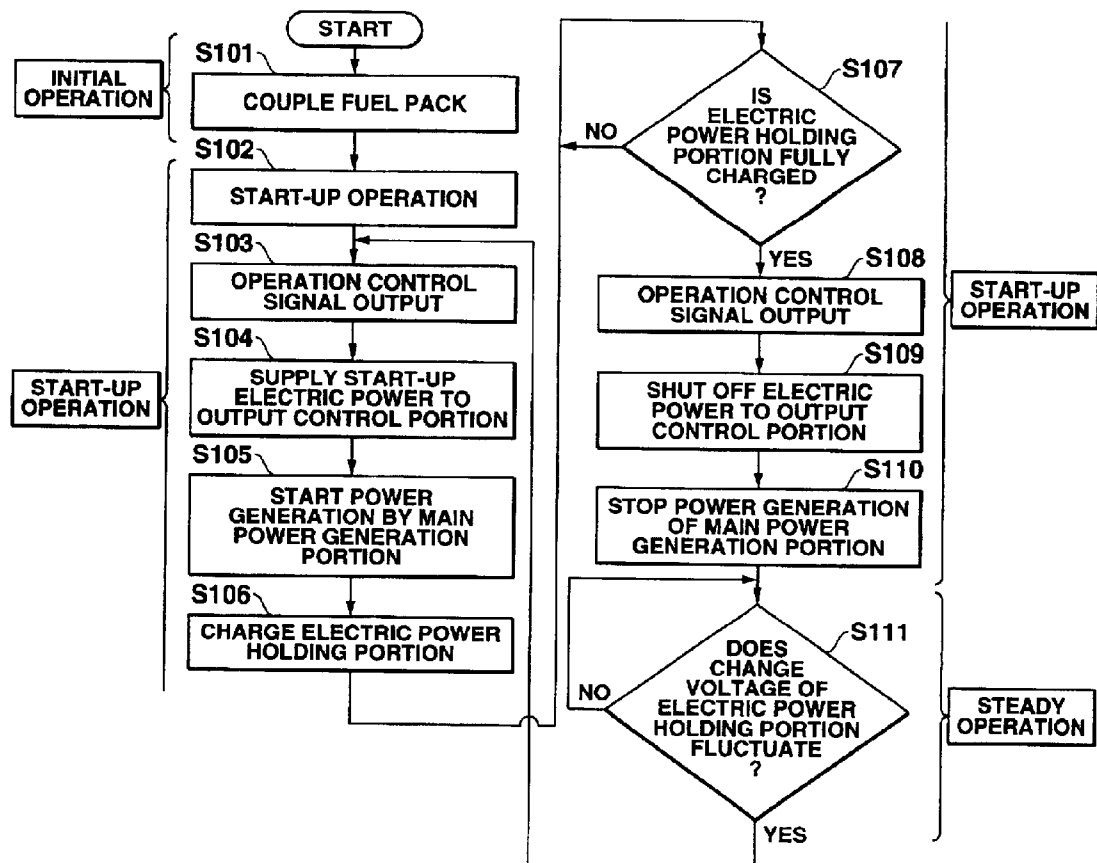 START
INITIAL
OPERATION
S101
COUPLE FUEL PACK
S102
START-UP OPERATION
START-UP
OPERATION
S103
OPERATION CONTROL
SIGNAL OUTPUT
S104
SUPPLY START-UP
ELECTRIC POWER TO
OUTPUT CONTROL PORTION
S105
START POWER
GENERATION BY MAIN
POWER GENERATION
PORTION
S106
CHARGE ELECTRIC POWER
HOLDING PORTION
S107
IS
ELECTRIC
POWER HOLDING
PORTION FULLY
CHARGED
?
NO
YES
S108
OPERATION CONTROL
SIGNAL OUTPUT
START-UP
OPERATION
S109
SHUT OFF ELECTRIC
POWER TO OUTPUT
CONTROL PORTION
S110
STOP POWER GENERATION
OF MAIN POWER
GENERATION PORTION
S111
DOES
CHANGE
VOLTAGE OF
ELECTRIC POWER
HOLDING PORTION
FLUCTUATE
?
NO
YES
STEADY
OPERATION